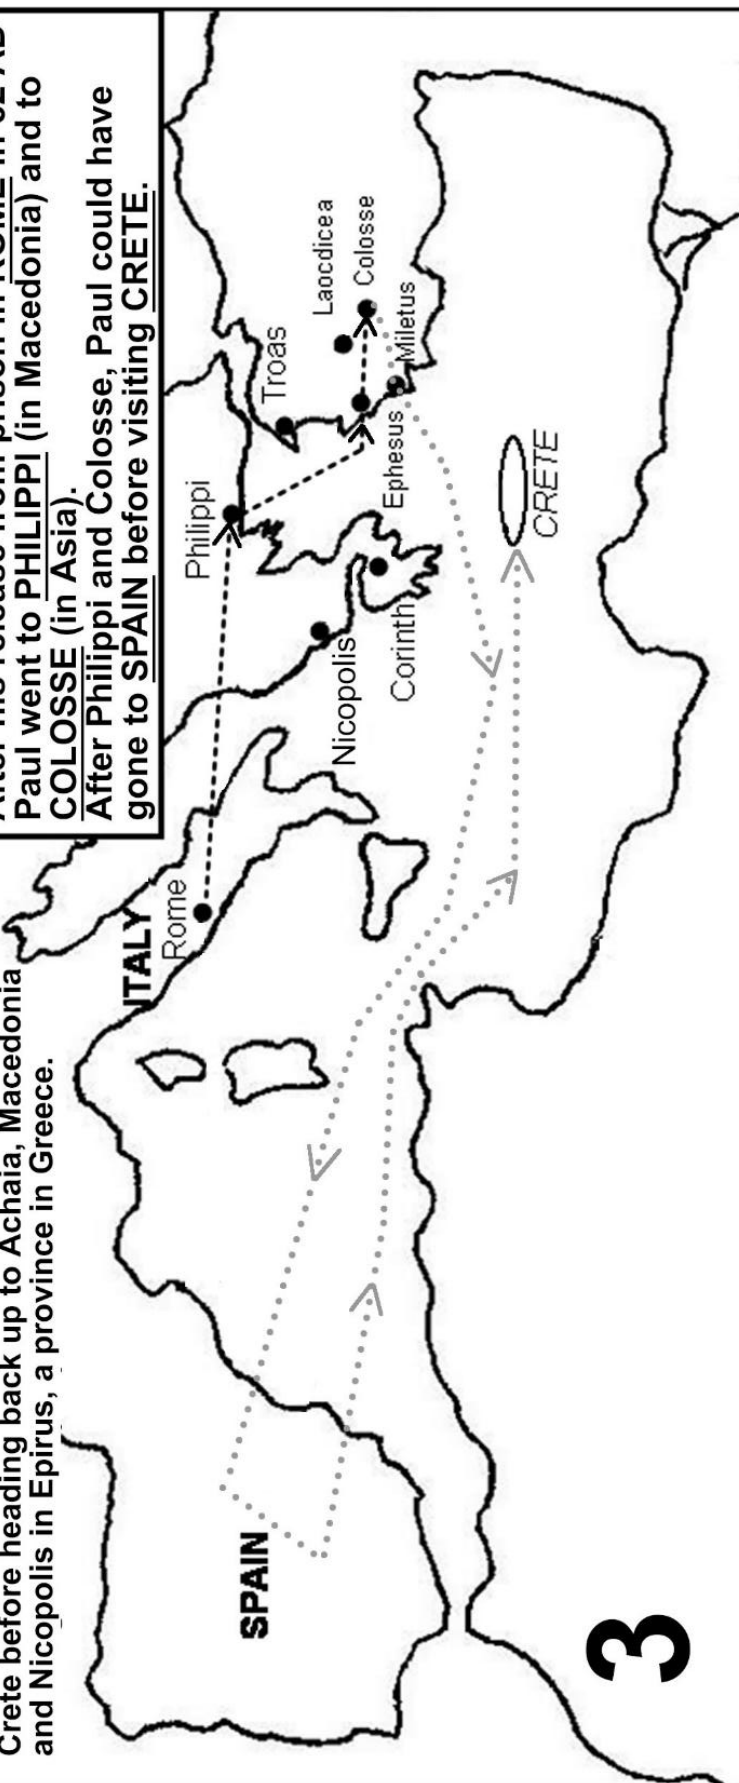 Crete before heading back up to Achaia, Macedonia
and Nicopolis in Epirus, a province in Greece.
Paul went to PHILIPPI (in Macedonia) and to
COLOSSE (in Asia).
After Philippi and Colosse, Paul could have
gone to SPAIN before visiting CRETE.
ITALY
Rome
Philippi
Troas
Laocdicea
Colosse
Nicopolis
Corinth
Ephesus
Miletus
CRETE
SPAIN
3